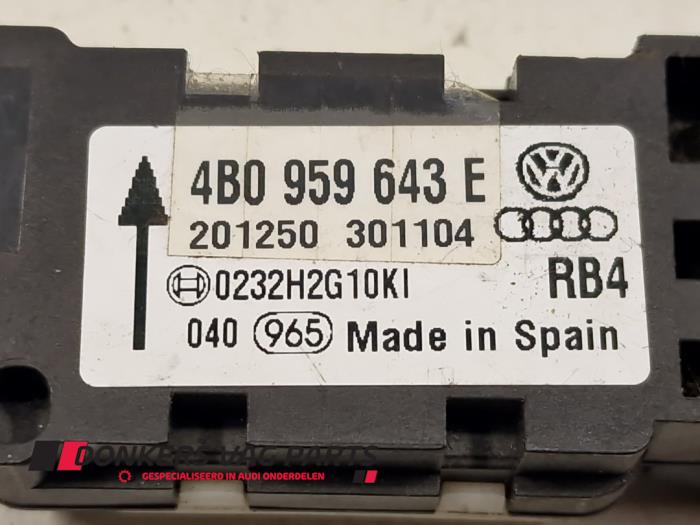 4B0 959 643 E
201250 301104
0232H2G10KI
RB4
040 965 Made in Spain
DONKERS VAG PARTS
GESPECIALISEERD IN AUDI ONDERDELEN